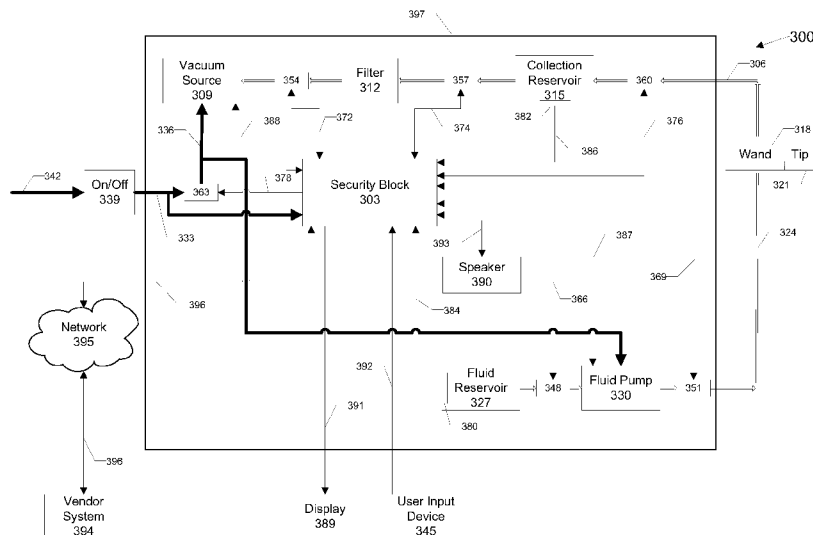 397
300
Vacuum
Source
309
354
Filter
312
357
Collection
Reservoir
315
360
306
336
388
372
374
382
386
376
318
Wand
Tip
321
342
On/Off
339
363
378
Security Block
303
333
393
387
324
Speaker
390
369
396
366
384
Network
395
392
Fluid
Reservoir
327
348
Fluid Pump
330
351
391
380
396
Vendor
System
394
Display
389
User Input
Device
345